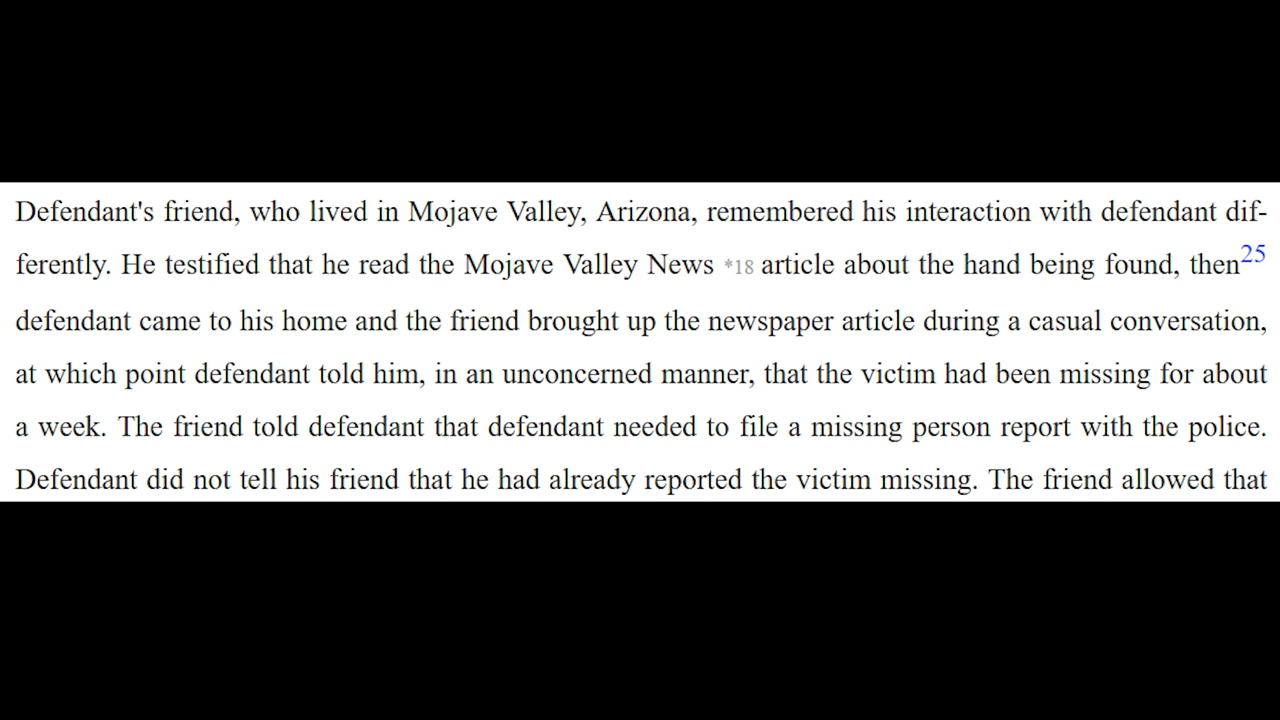 Defendant's friend, who lived in Mojave Valley, Arizona, remembered his interaction with defendant dif-
ferently. He testified that he read the Mojave Valley News *18 article about the hand being found, then25
defendant came to his home and the friend brought up the newspaper article during a casual conversation,
at which point defendant told him, in an unconcerned manner, that the victim had been missing for about
a week. The friend told defendant that defendant needed to file a missing person report with the police.
Defendant did not tell his friend that he had already reported the victim missing. The friend allowed that